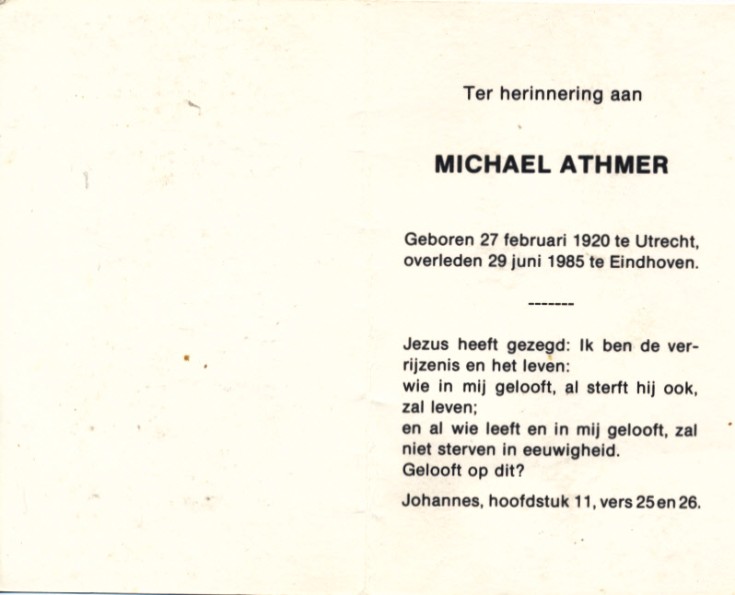 Ter herinnering aan
MICHAEL ATHMER
Geboren 27 februari 1920 te Utrecht,
overleden 29 juni 1985 te Eindhoven.
-------
Jezus heeft gezegd: Ik ben de ver-
rijzenis en het leven:
wie in mij gelooft, al sterft hij ook,
zal leven;
en al wie leeft en in mij gelooft, zal
niet sterven in eeuwigheid.
Gelooft op dit?
Johannes, hoofdstuk 11, vers 25 en 26.